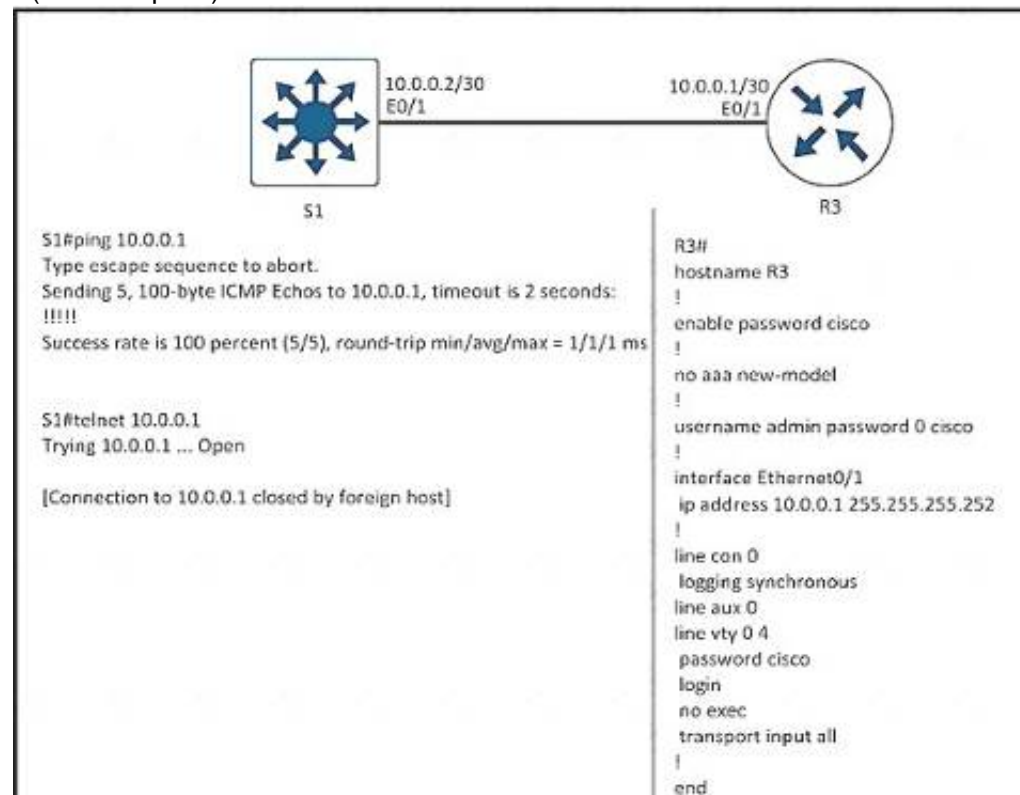 10.0.0.2/30
E0/1
10.0.0.1/30
E0/1
S1
R3
S1#ping 10.0.0.1
Type escape sequence to abort.
Sending 5, 100-byte ICMP Echos to 10.0.0.1, timeout is 2 seconds:
!!!!!
Success rate is 100 percent (5/5), round-trip min/avg/max = 1/1/1 ms
S1#telnet 10.0.0.1
Trying 10.0.0.1 ... Open
[Connection to 10.0.0.1 closed by foreign host]
R3#
hostname R3
!
enable password cisco
!
no aaa new-model
!
username admin password 0 cisco
!
interface Ethernet0/1
ip address 10.0.0.1 255.255.255.252
!
line con 0
logging synchronous
line aux 0
line vty 0 4
password cisco
login
no exec
transport input all
!
end